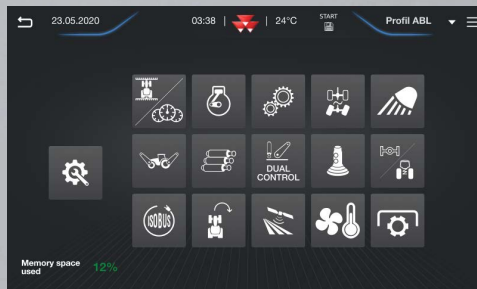 23.05.2020
03:38
24°C
START
Profil ABL
DUAL
CONTROL
ISOBUS
Memory space
used
12%